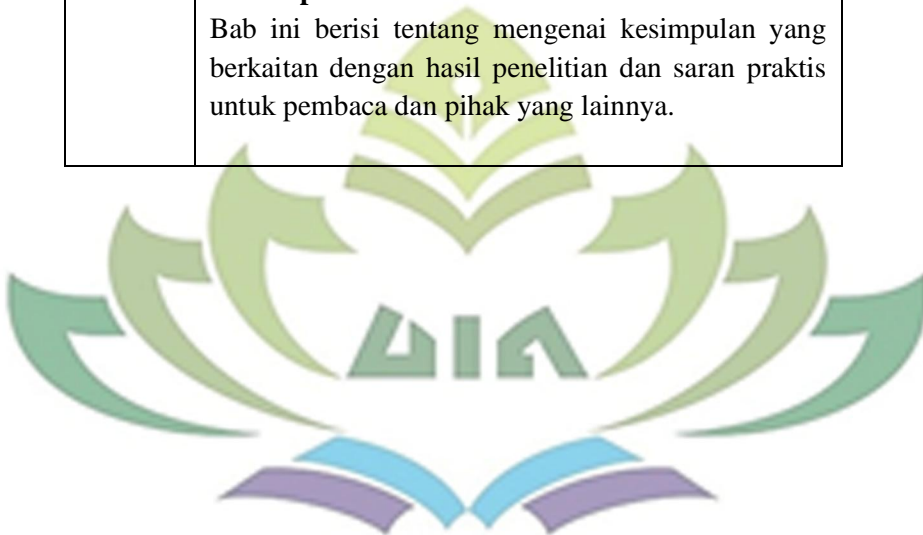 Bab ini berisi tentang mengenai kesimpulan yang
berkaitan dengan hasil penelitian dan saran praktis
untuk pembaca dan pihak yang lainnya.
UIN